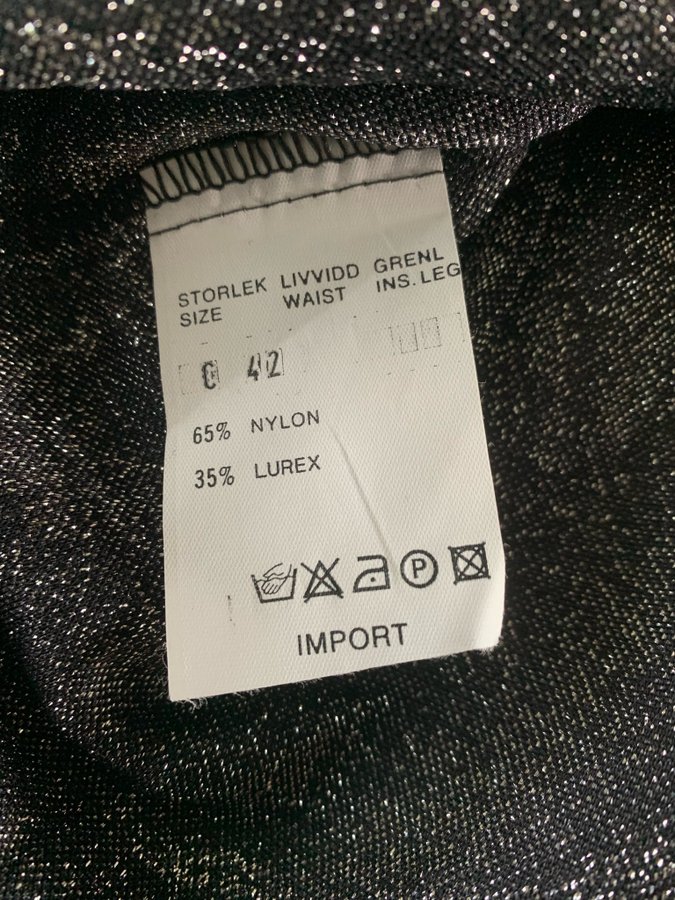 STORLEK LIVVIDD GRENL
SIZE WAIST INS. LEG
C 42
65% NYLON
35% LUREX
P
IMPORT